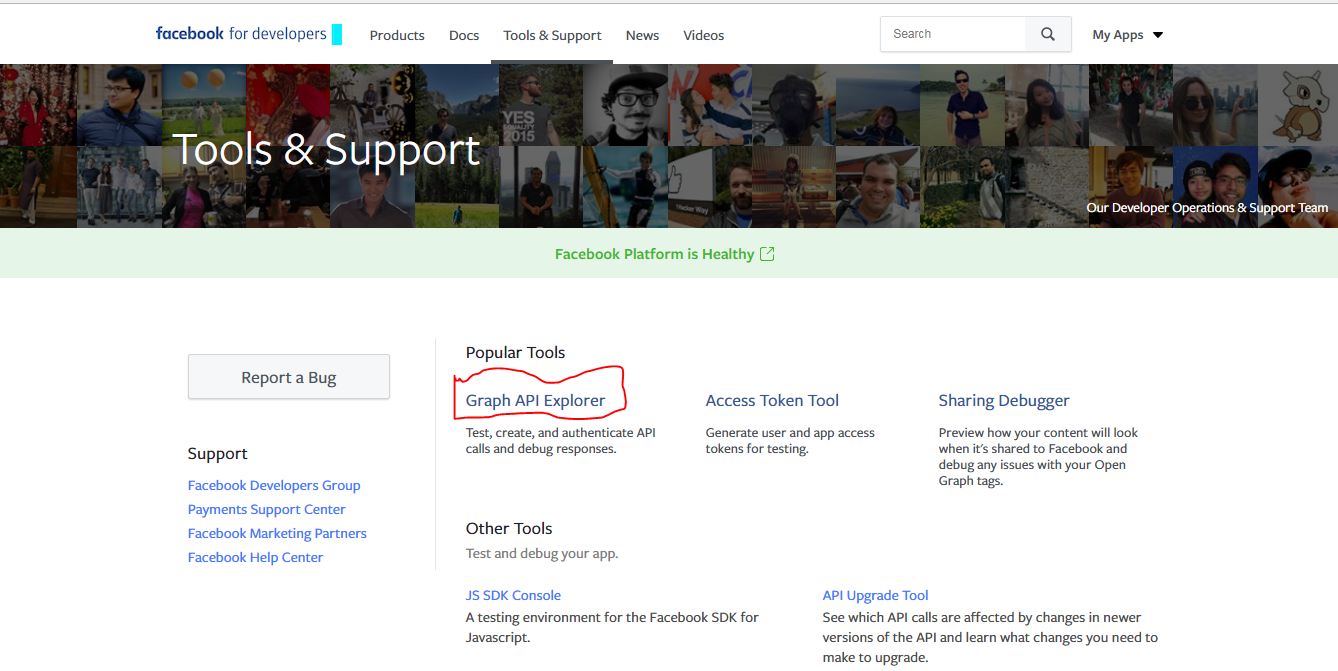 facebook for developers
Products
Docs
Tools & Support
News
Videos
Search
My Apps
YES
EQUALITY
2015
Tools & Support
Hacker Way
Our Developer Operations & Support Team
Facebook Platform is Healthy
Report a Bug
Support
Facebook Developers Group
Payments Support Center
Facebook Marketing Partners
Facebook Help Center
Popular Tools
Graph API Explorer
Test, create, and authenticate API
calls and debug responses.
Access Token Tool
Generate user and app access
tokens for testing.
Sharing Debugger
Preview how your content will look
when it's shared to Facebook and
debug any issues with your Open
Graph tags.
Other Tools
Test and debug your app.
JS SDK Console
A testing environment for the Facebook SDK for
Javascript.
API Upgrade Tool
See which API calls are affected by changes in newer
versions of the API and learn what changes you need to
make to upgrade.